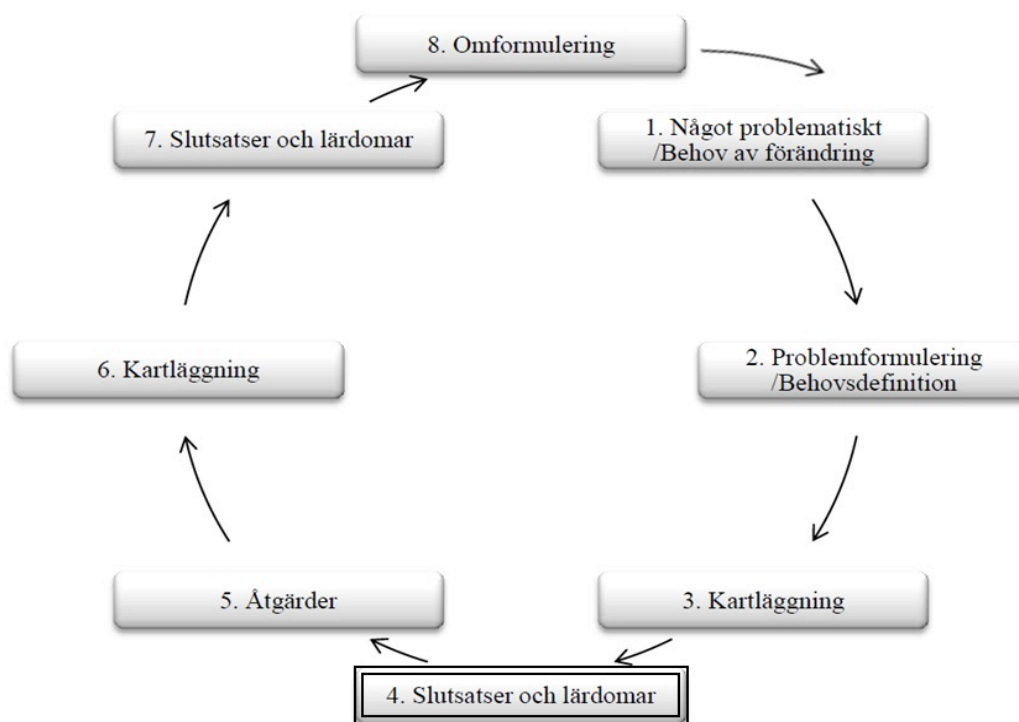 8. Omformulering
1. Något problematiskt
/Behov av förändring
2. Problemformulering
/Behovsdefinition
3. Kartläggning
4. Slutsatser och lärdomar
5. Åtgärder
6. Kartläggning
7. Slutsatser och lärdomar